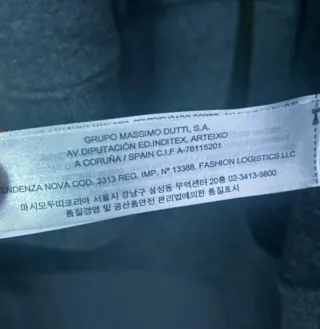 GRUPO MASSIMO DUTTI, S.A.
AV.DIPUTACIÓN ED.INDITEX, ARTEIXO
A CORUÑA / SPAIN C.I.F A-78115201
ENDENZA NOVA COD. 3313 REG. IMP. Nº 13388, FASHION LOGISTICS LLC
마시모두띠코리아 서울시 강남구 삼성동 무역센터 20층 02-3413-9800
품질경영 및 공산품안전 관리법에의한 품질표시